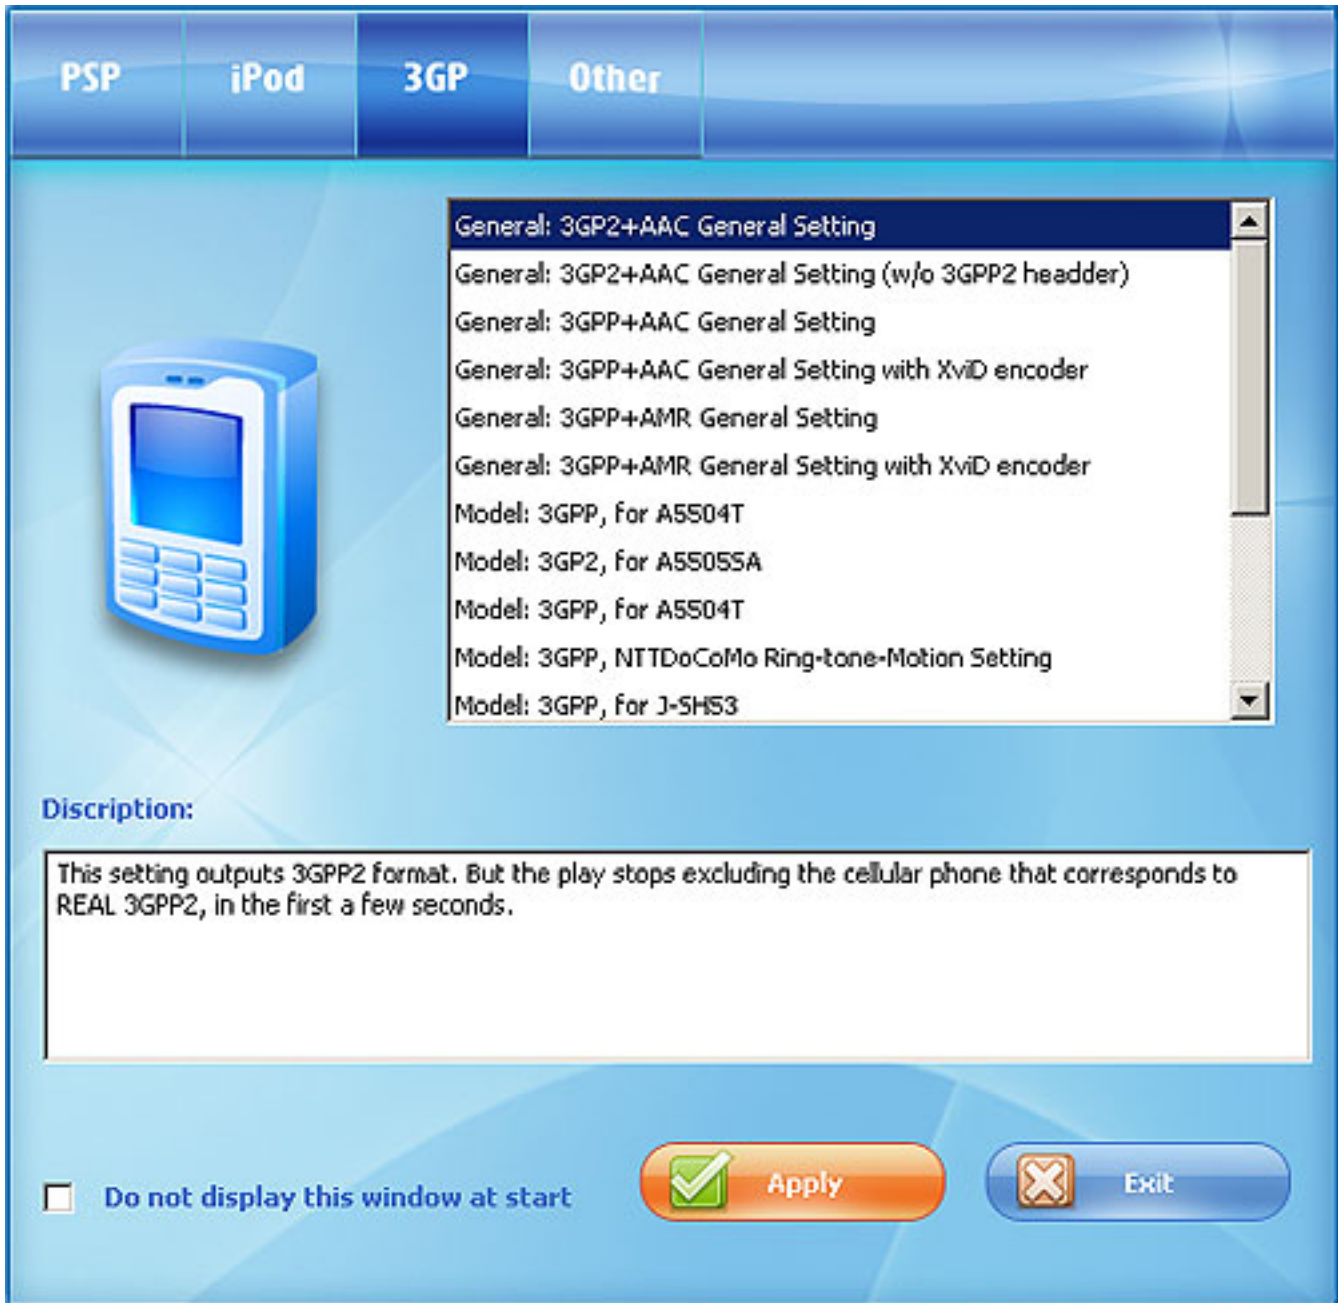 PSP
iPod
3GP
Other
General: 3GP2+AAC General Setting
General: 3GP2+AAC General Setting (w/o 3GPP2 headder)
General: 3GPP+AAC General Setting
General: 3GPP+AAC General Setting with XviD encoder
General: 3GPP+AMR General Setting
General: 3GPP+AMR General Setting with XviD encoder
Model: 3GPP, for A5504T
Model: 3GP2, for A5505SA
Model: 3GPP, for A5504T
Model: 3GPP, NTTDoCoMo Ring-tone-Motion Setting
Model: 3GPP, for J-SH53
Discription:
This setting outputs 3GPP2 format. But the play stops excluding the cellular phone that corresponds to
REAL 3GPP2, in the first a few seconds.
Do not display this window at start
Apply
Exit